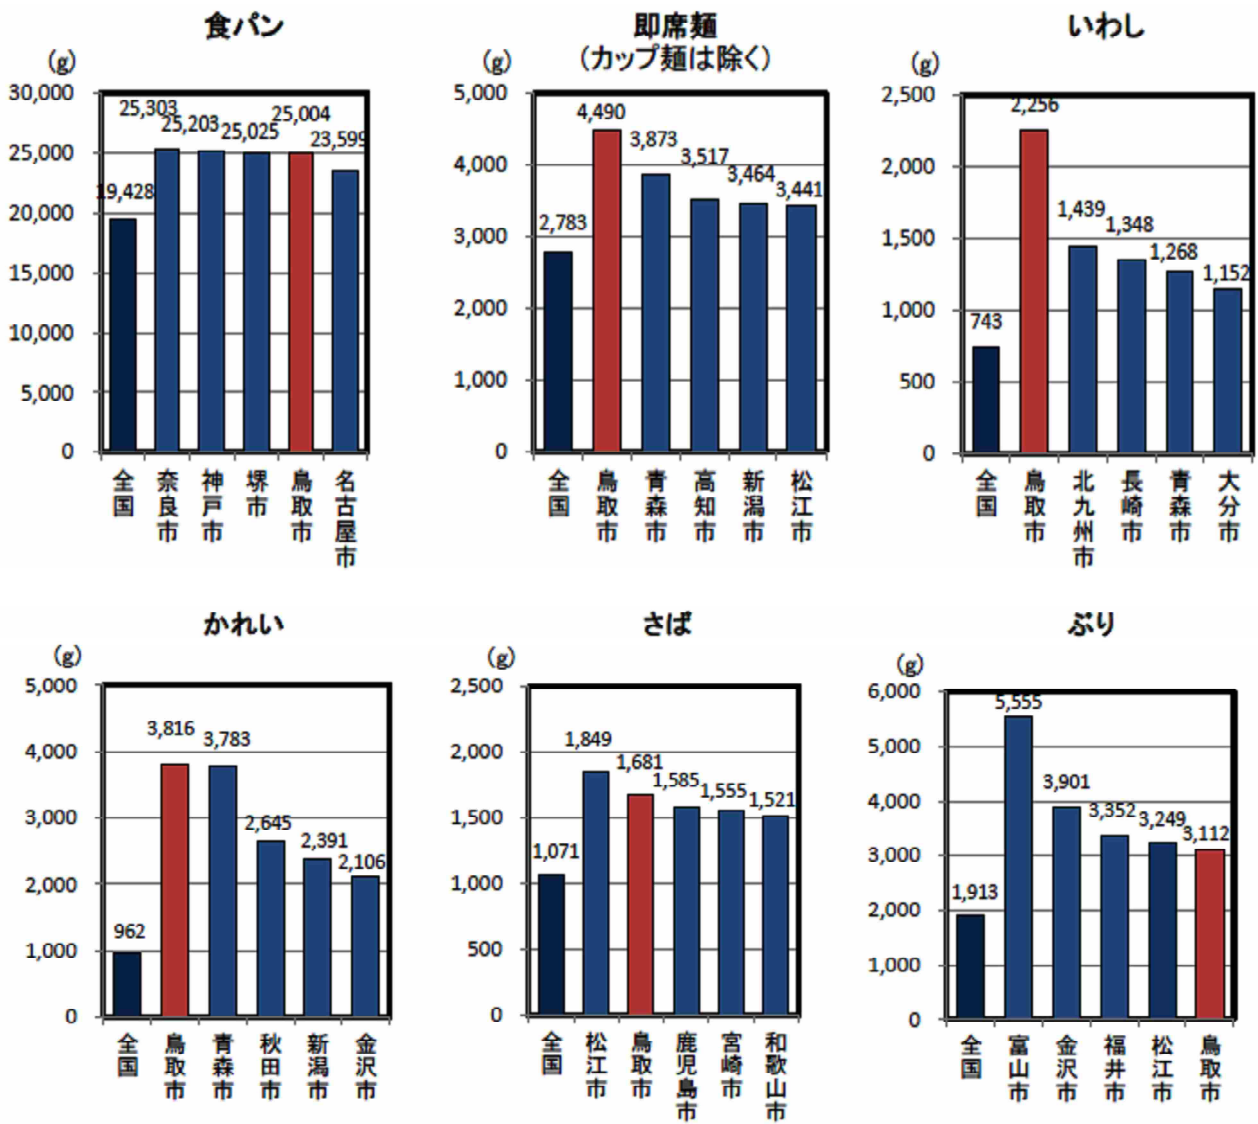 食パン
(g)
30,000
25,000
20,000
15,000
10,000
5,000
0
19,428
25,303
25,203
25,025
25,004
23,599
全国
奈良市
神戸市
堺市
鳥取市
名古屋市
即席麺
(カップ麺は除く)
(g)
5,000
4,000
3,000
2,000
1,000
0
2,783
4,490
3,873
3,517
3,464
3,441
全国
鳥取市
青森市
高知市
新潟市
松江市
いわし
(g)
2,500
2,000
1,500
1,000
500
0
743
2,256
1,439
1,348
1,268
1,152
全国
鳥取市
北九州市
長崎市
青森市
大分市
かれい
(g)
5,000
4,000
3,000
2,000
1,000
0
962
3,816
3,783
2,645
2,391
2,106
全国
鳥取市
青森市
秋田市
新潟市
金沢市
さば
(g)
2,500
2,000
1,500
1,000
500
0
1,071
1,849
1,681
1,585
1,555
1,521
全国
松江市
鳥取市
鹿児島市
宮崎市
和歌山市
ぶり
(g)
6,000
5,000
4,000
3,000
2,000
1,000
0
1,913
5,555
3,901
3,352
3,249
3,112
全国
富山市
金沢市
福井市
松江市
鳥取市